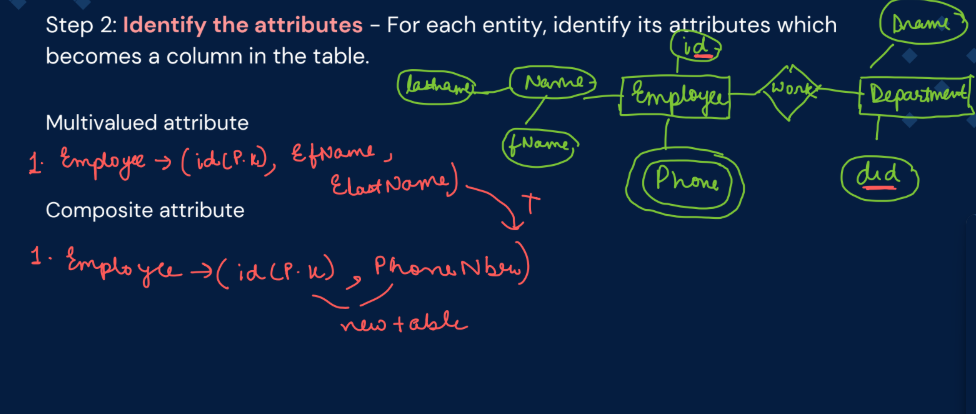 Step 2: Identify the attributes - For each entity, identify its attributes which
becomes a column in the table.
Dname
id
lastname
Name
Employee
Work
Department
fName
Phone
did
Multivalued attribute
1. Employee → (id(P.K), EfName,
ElastName)
T
Composite attribute
1. Employee → (id(P.K), PhoneNber)
new table